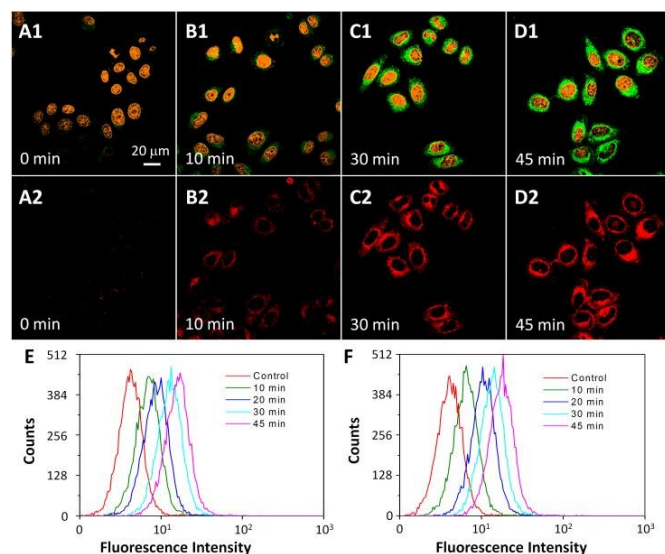 A1 B1 C1 D1
20 µm
0 min 10 min 30 min 45 min
A2 B2 C2 D2
0 min 10 min 30 min 45 min
E
512
384
256
128
0
Counts
Control
10 min
20 min
30 min
45 min
0 10¹ 10² 10³
Fluorescence Intensity
F
512
384
256
128
0
Counts
Control
10 min
20 min
30 min
45 min
0 10¹ 10² 10³
Fluorescence Intensity